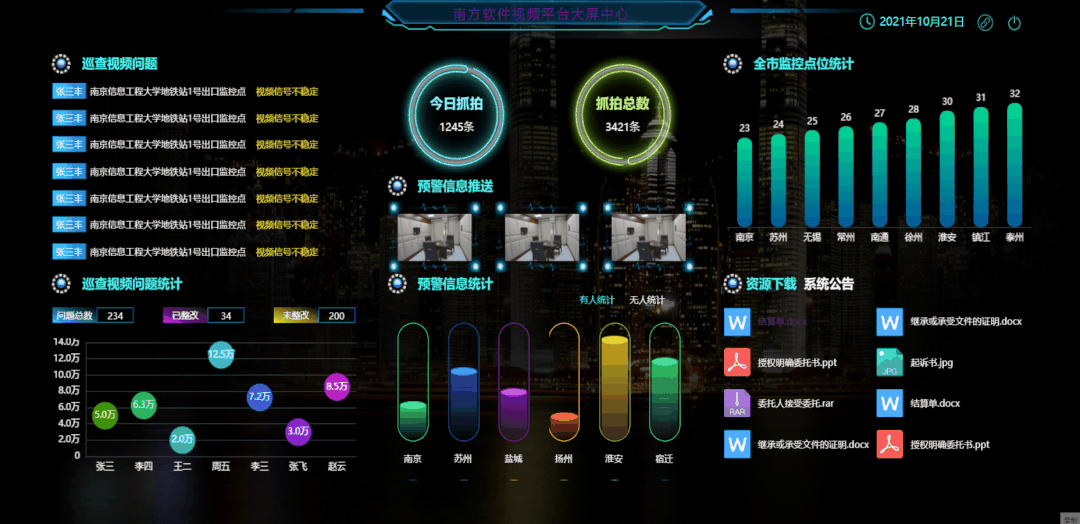 南方软件视频平台大屏中心
2021年10月21日
巡查视频问题
张三丰 南京信息工程大学地铁站1号出口监控点 视频信号不稳定
张三丰 南京信息工程大学地铁站1号出口监控点 视频信号不稳定
张三丰 南京信息工程大学地铁站1号出口监控点 视频信号不稳定
张三丰 南京信息工程大学地铁站1号出口监控点 视频信号不稳定
张三丰 南京信息工程大学地铁站1号出口监控点 视频信号不稳定
张三丰 南京信息工程大学地铁站1号出口监控点 视频信号不稳定
张三丰 南京信息工程大学地铁站1号出口监控点 视频信号不稳定
巡查视频问题统计
问题总数 234 已整改 34 未整改 200
14.0万
12.0万
10.0万
8.0万
6.0万
4.0万
2.0万
0
5.0万 6.3万 2.0万 12.5万 7.2万 3.0万 8.5万
张三 李四 王二 周五 李三 张飞 赵云
今日抓拍
1245条
抓拍总数
3421条
预警信息推送
预警信息统计
有人统计 无人统计
南京 苏州 盐城 扬州 淮安 宿迁
全市监控点位统计
23 24 25 26 27 28 30 31 32
南京 苏州 无锡 常州 南通 徐州 淮安 镇江 泰州
资源下载 系统公告
W 结算单.docx
W 继承或承受文件的证明.docx
授权明确委托书.ppt
JPG 起诉书.jpg
RAR 委托人接受委托.rar
W 结算单.docx
W 继承或承受文件的证明.docx
授权明确委托书.ppt